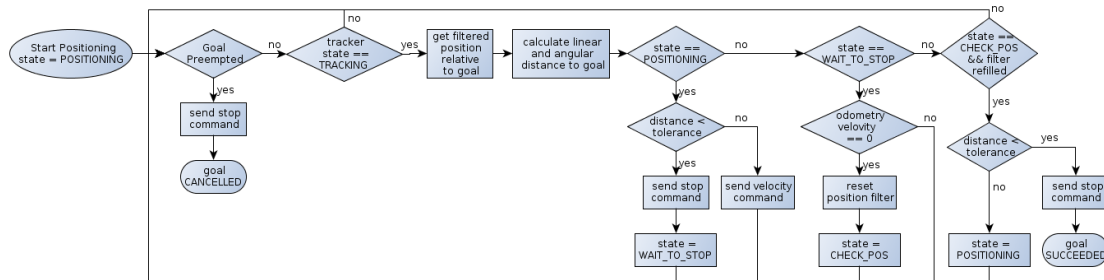 Start Positioning
state = POSITIONING
Goal
Preempted
no
yes
send stop
command
goal
CANCELLED
tracker
state ==
TRACKING
no
yes
get filtered
position
relative
to goal
calculate linear
and angular
distance to goal
state ==
POSITIONING
no
yes
distance <
tolerance
no
yes
send stop
command
send velocity
command
state =
WAIT_TO_STOP
state ==
WAIT_TO_STOP
no
yes
odometry
velovity
== 0
no
yes
reset
position filter
state =
CHECK_POS
no
state ==
CHECK_POS
&& filter
refilled
yes
distance <
tolerance
yes
no
send stop
command
state =
POSITIONING
goal
SUCCEEDED